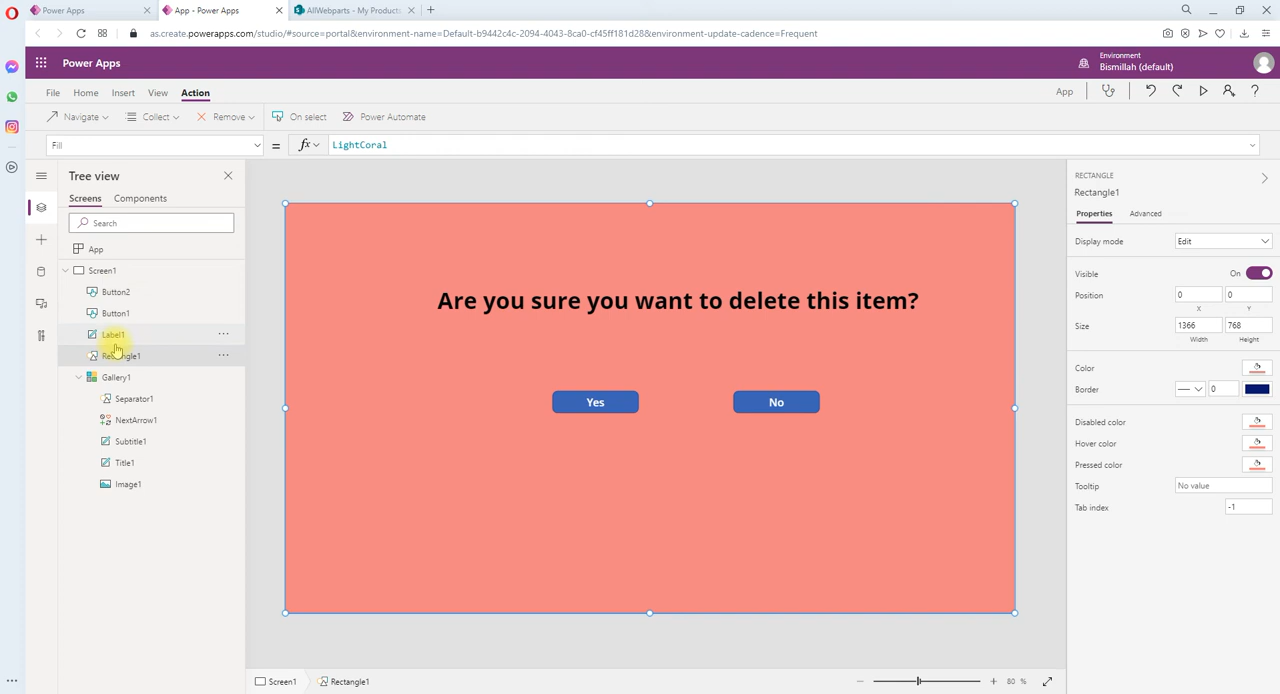 Power Apps
App - Power Apps
AllWebparts - My Products
as.create.powerapps.com/studio/#source=portal&environment-name=Default-b9442c4c-2094-4043-8ca0-cf45ff181d28&environment-update-cadence=Frequent
Power Apps
Environment
Bismillah (default)
File Home Insert View Action
App
Navigate Collect Remove On select Power Automate
Fill = fx LightCoral
Tree view
Screens Components
Search
App
Screen1
Button2
Button1
Label1
Rectangle1
Gallery1
Separator1
NextArrow1
Subtitle1
Title1
Image1
Are you sure you want to delete this item?
Yes No
RECTANGLE
Rectangle1
Properties Advanced
Display mode Edit
Visible On
Position 0 0
X Y
Size 1366 768
Width Height
Color
Border 0
Disabled color
Hover color
Pressed color
Tooltip No value
Tab index -1
Screen1 Rectangle1 80 %